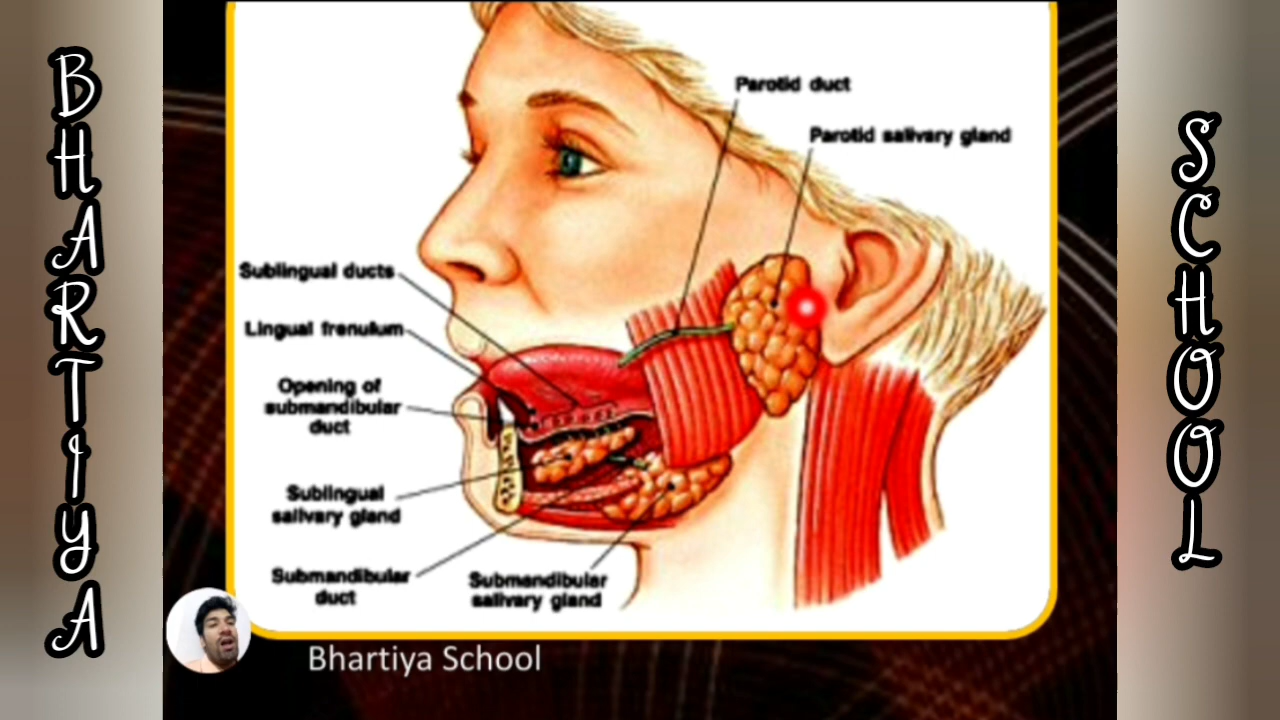 BHARTIYA
Parotid duct
Parotid salivary gland
Sublingual ducts
Lingual frenulum
Opening of
submandibular
duct
Sublingual
salivary gland
Submandibular
duct
Submandibular
salivary gland
Bhartiya School
SCHOOL